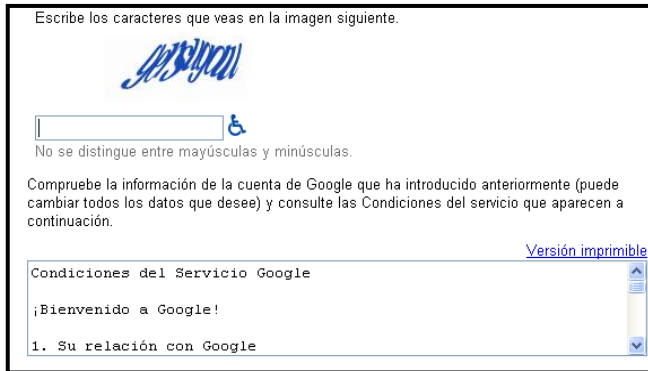 Escribe los caracteres que veas en la imagen siguiente.
No se distingue entre mayúsculas y minúsculas.
Compruebe la información de la cuenta de Google que ha introducido anteriormente (puede
cambiar todos los datos que desee) y consulte las Condiciones del servicio que aparecen a
continuación.
Versión imprimible
Condiciones del Servicio Google
¡Bienvenido a Google!
1. Su relación con Google